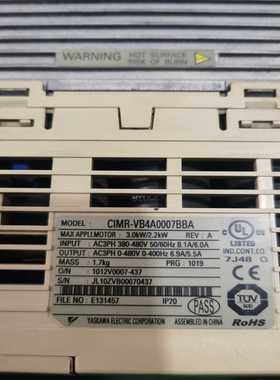 WARNING HOT SURFACE
RISK OF BURN
MODEL : CIMR-VB4A0007BBA
MAX APPLI.MOTOR : 3.0kW/2.2kW REV : A
INPUT : AC3PH 380-480V 50/60Hz 8.1A/6.0A
OUTPUT : AC3PH 0-480V 0-400Hz 6.9A/5.5A
MASS : 1.7kg PRG : 1019
O/N : 1012V0007-437
S/N : JL10ZVB00070437
FILE NO : E131457 IP20 PASS
YASKAWA ELECTRIC CORPORATION ASSEMBLED IN CHINA
UL
LISTED
IND.CONT.EQ.
7J48
TÜV
RoHS